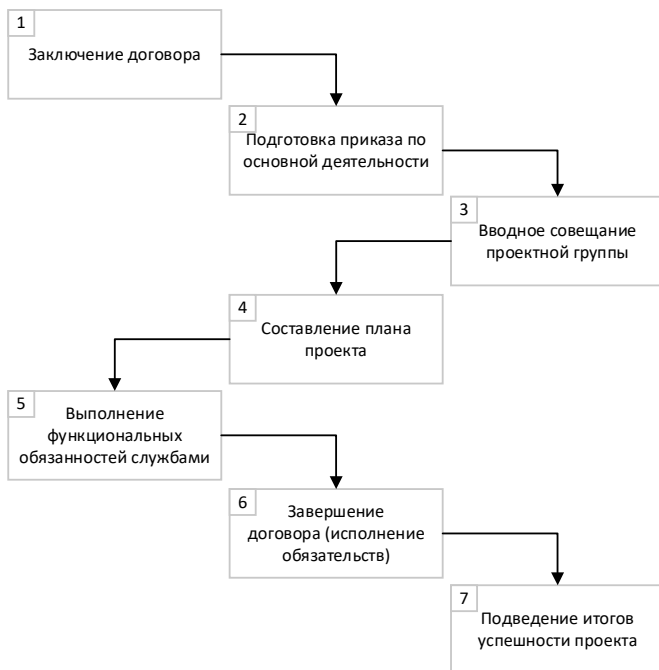 1
Заключение договора
2
Подготовка приказа по
основной деятельности
3
Вводное совещание
проектной группы
4
Составление плана
проекта
5
Выполнение
функциональных
обязанностей службами
6
Завершение
договора (исполнение
обязательств)
7
Подведение итогов
успешности проекта